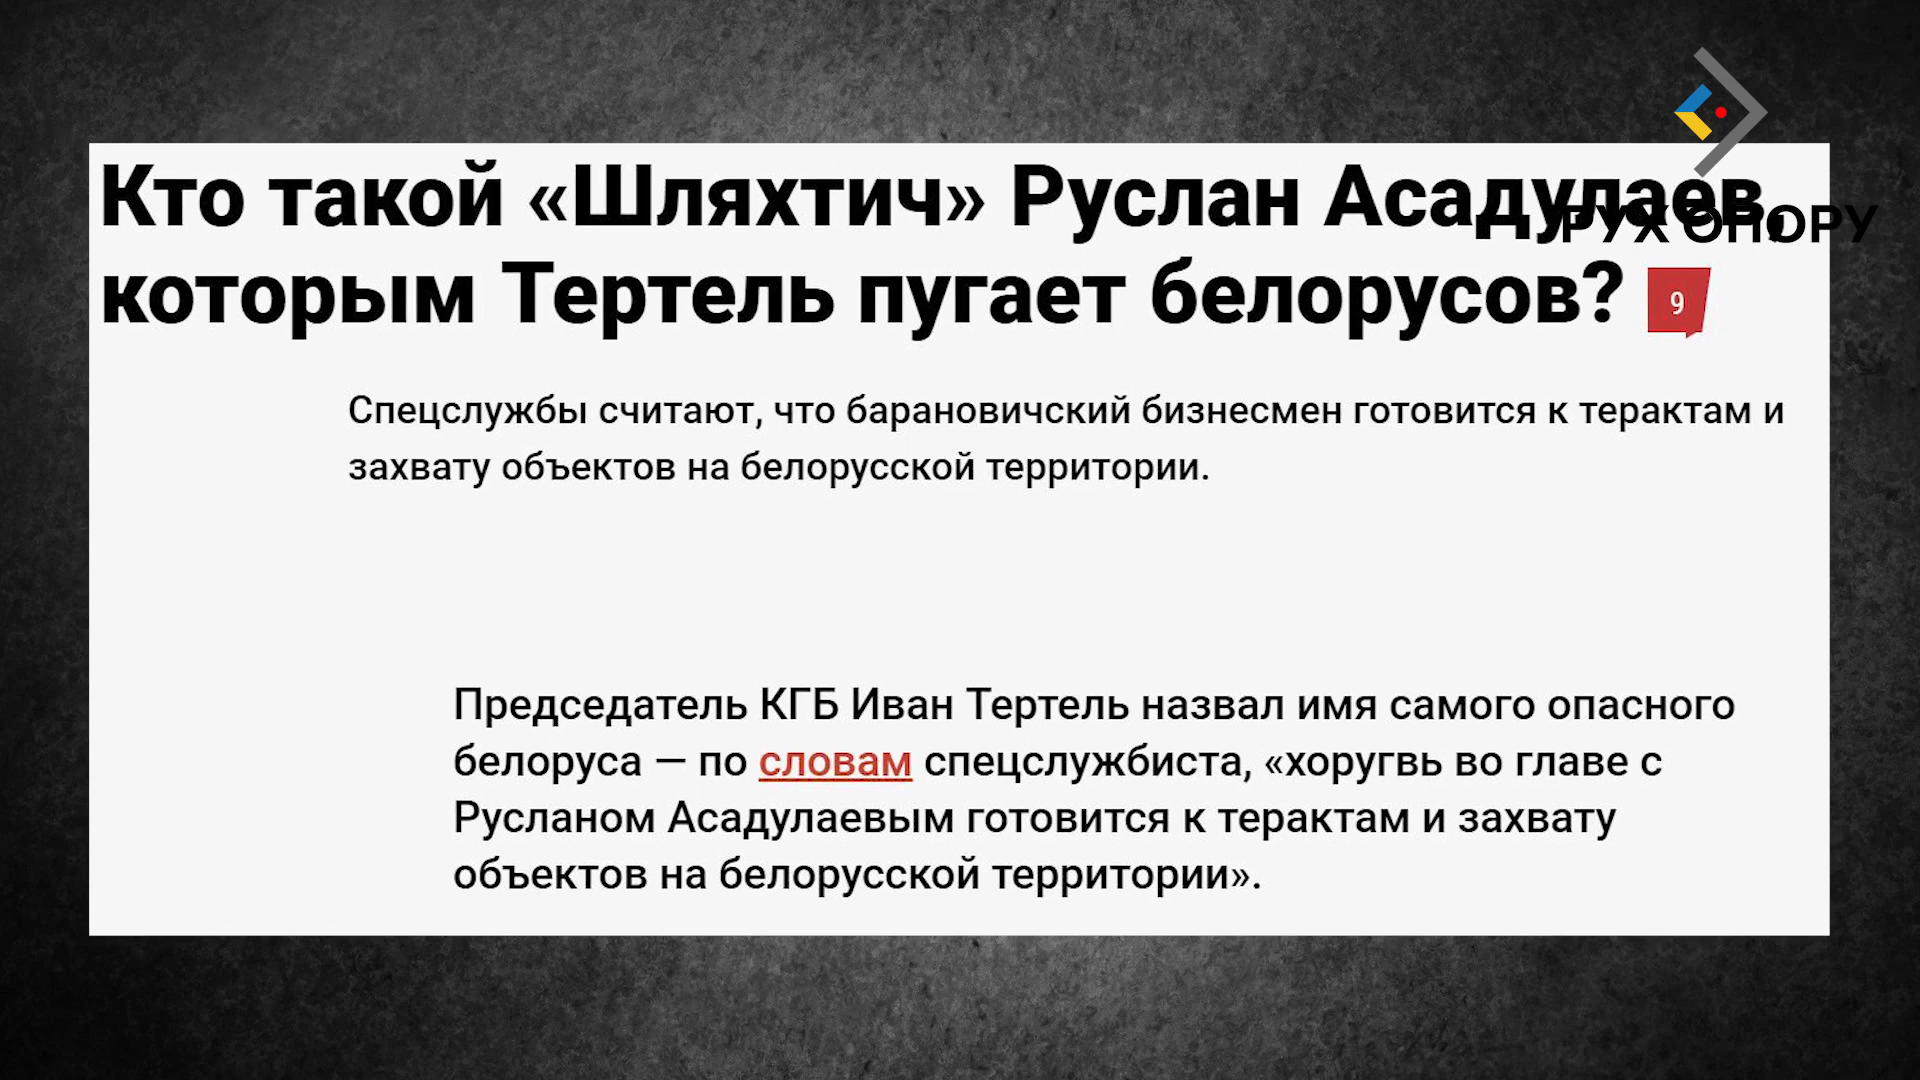 Кто такой «Шляхтич» Руслан Асадулаев,
РУХ ОПОРУ
которым Тертель пугает белорусов? 9
Спецслужбы считают, что барановичский бизнесмен готовится к терактам и
захвату объектов на белорусской территории.
Председатель КГБ Иван Тертель назвал имя самого опасного
белоруса — по словам спецслужбиста, «хоругвь во главе с
Русланом Асадулаевым готовится к терактам и захвату
объектов на белорусской территории».